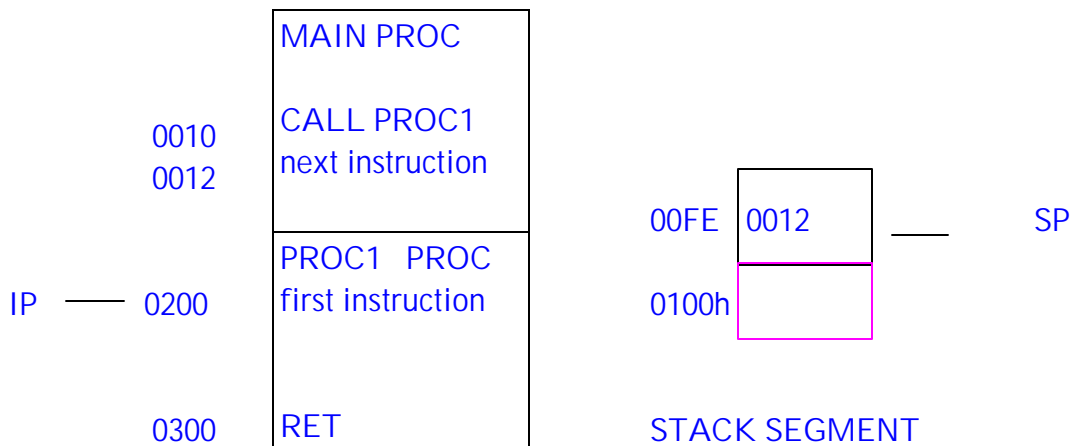 MAIN PROC
0010 CALL PROC1
0012 next instruction
00FE 0012 SP
PROC1 PROC
IP 0200 first instruction
0100h
0300 RET
STACK SEGMENT